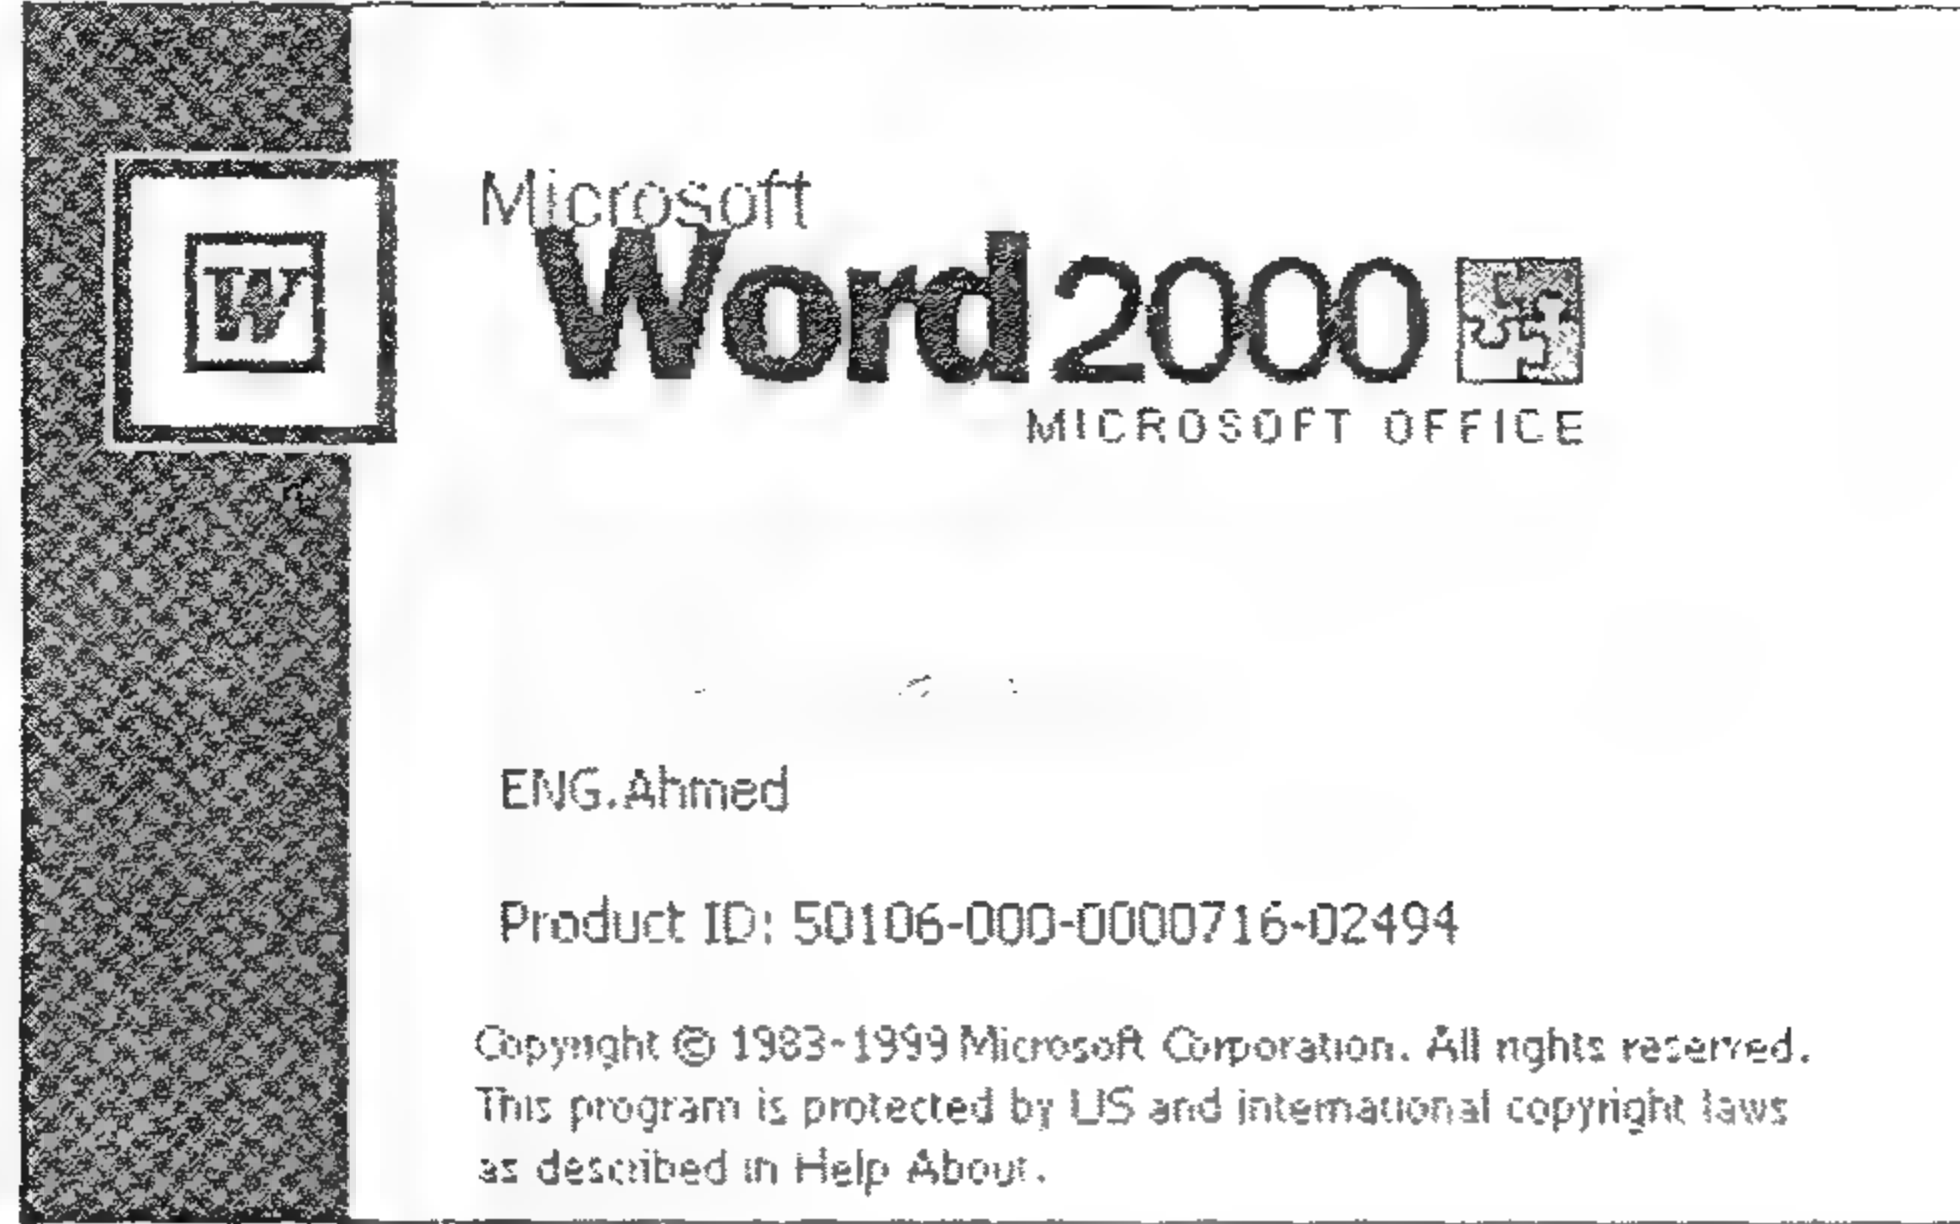 W
Microsoft
Word 2000
MICROSOFT OFFICE
ENG.Ahmed
Product ID: 50106-000-0000716-02494
Copyright © 1983-1999 Microsoft Corporation. All rights reserved.
This program is protected by US and international copyright laws
as described in Help About.